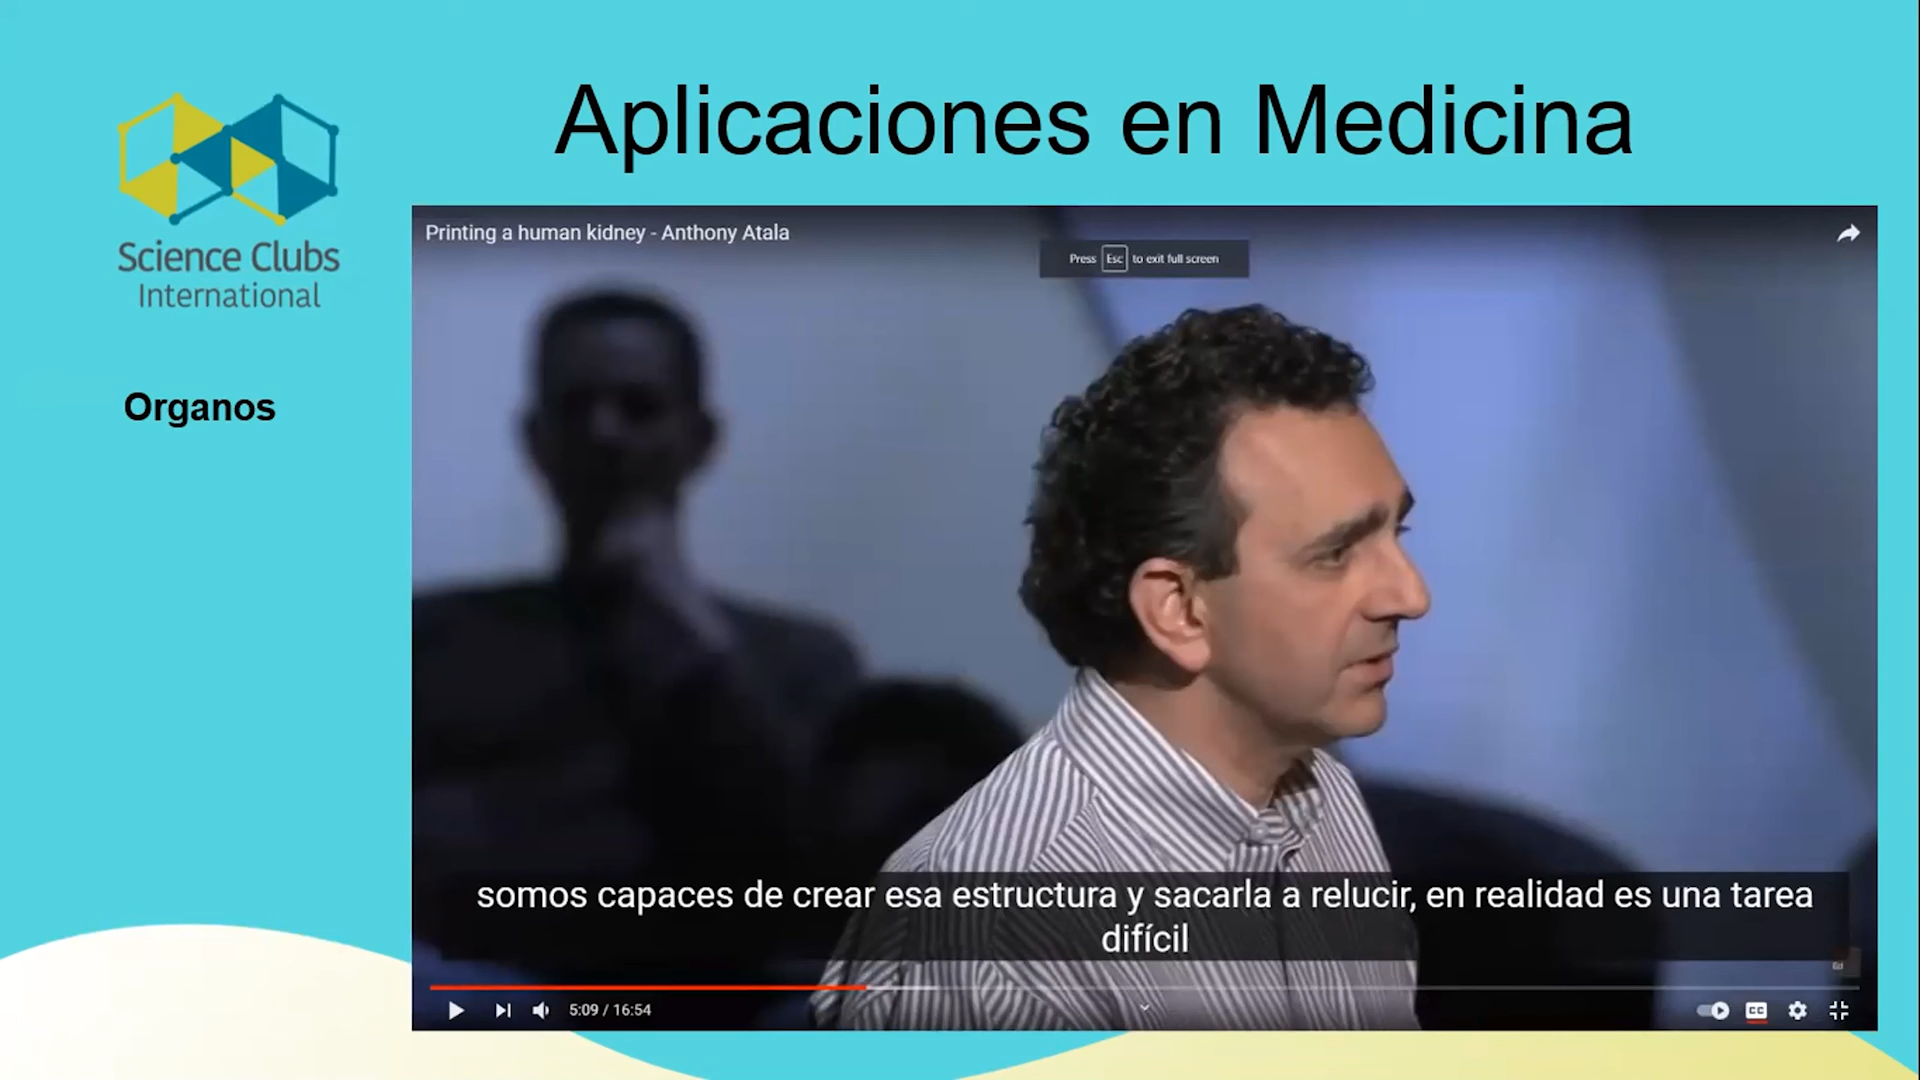 Aplicaciones en Medicina
Science Clubs
International
Organos
Printing a human kidney - Anthony Atala
Press Esc to exit full screen
somos capaces de crear esa estructura y sacarla a relucir, en realidad es una tarea
difícil
5:09 / 16:54
CC